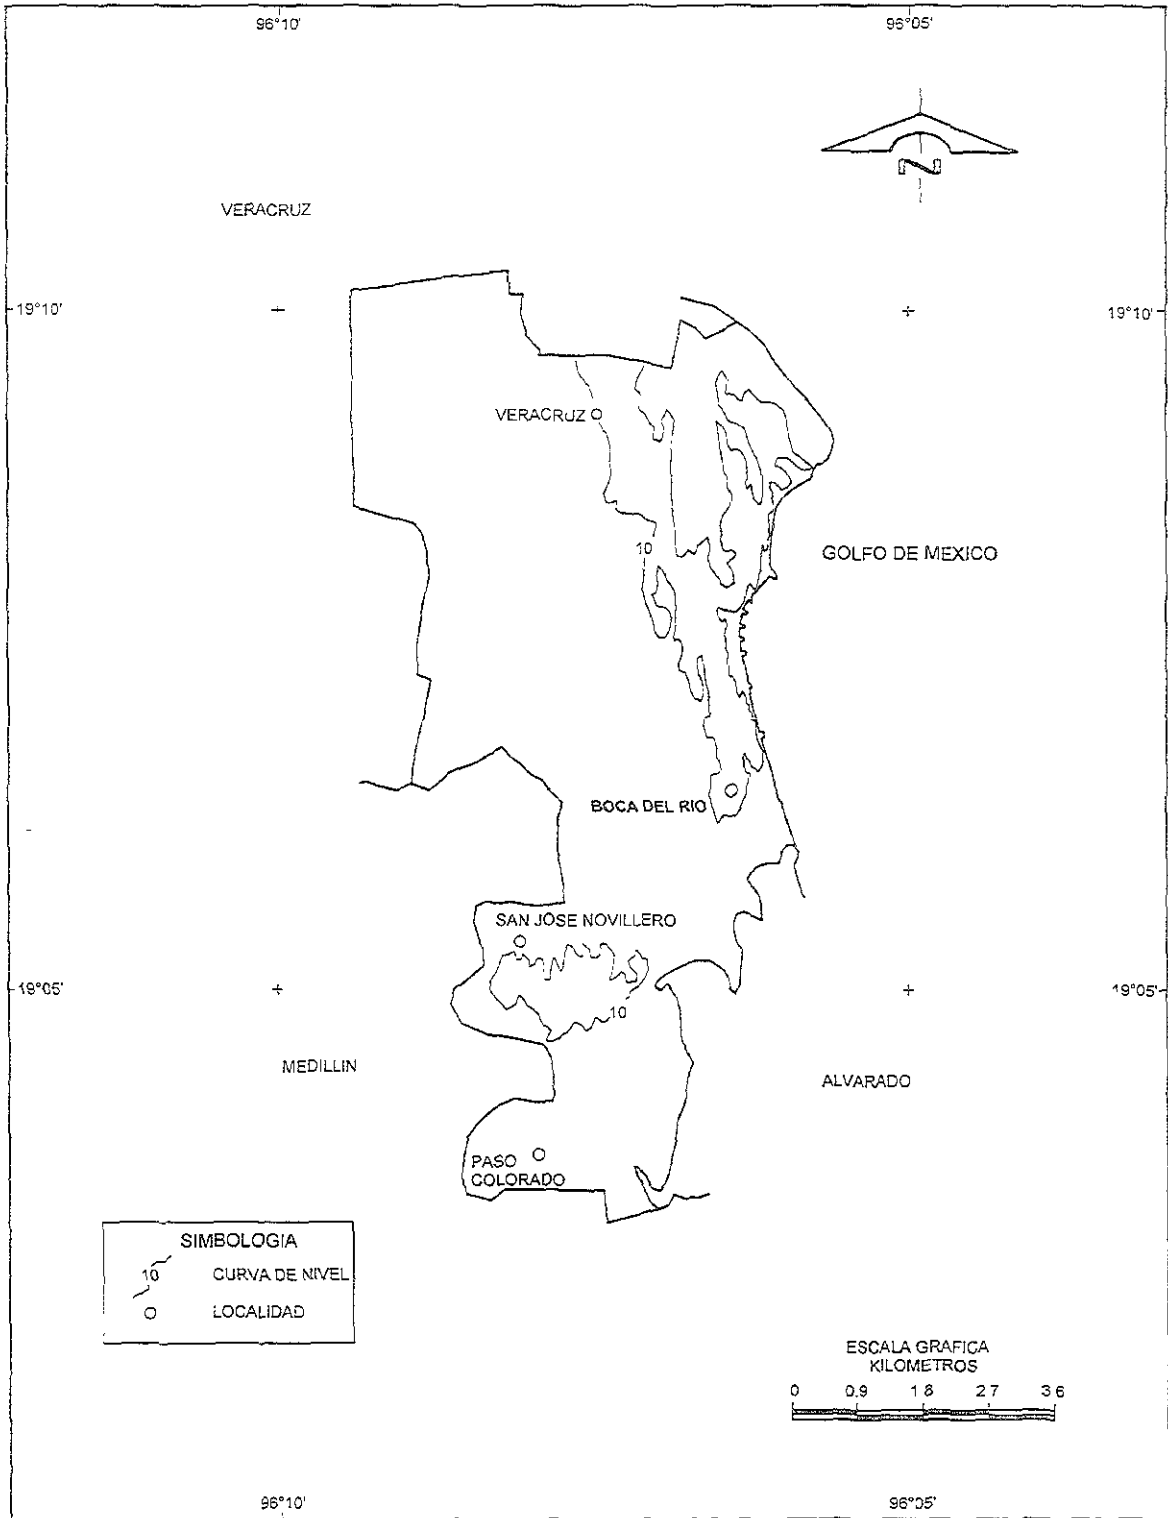 96°10'
96°05'
N
VERACRUZ
19°10'
19°10'
VERACRUZ
10
GOLFO DE MEXICO
BOCA DEL RIO
SAN JOSE NOVILLERO
19°05'
19°05'
10
MEDILLIN
ALVARADO
PASO
COLORADO
SIMBOLOGIA
10 CURVA DE NIVEL
LOCALIDAD
ESCALA GRAFICA
KILOMETROS
0 0.9 1 8 2 7 3 6
96°10'
96°05'